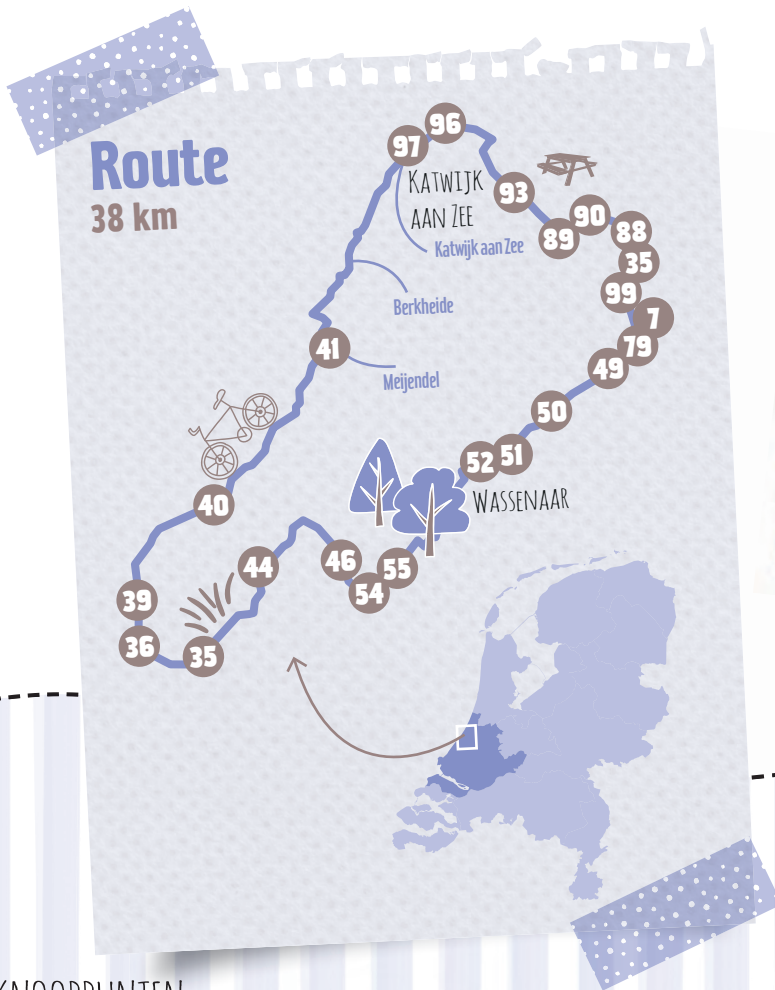 Route
38 km
96
97
KATWIJK
AAN ZEE
93
90
89
88
Katwijk aan Zee
35
99
Berkheide
7
79
41
49
Meijendel
50
51
52
WASSENAAR
40
46
44
55
54
39
36
35
KNOOPPUNTEN